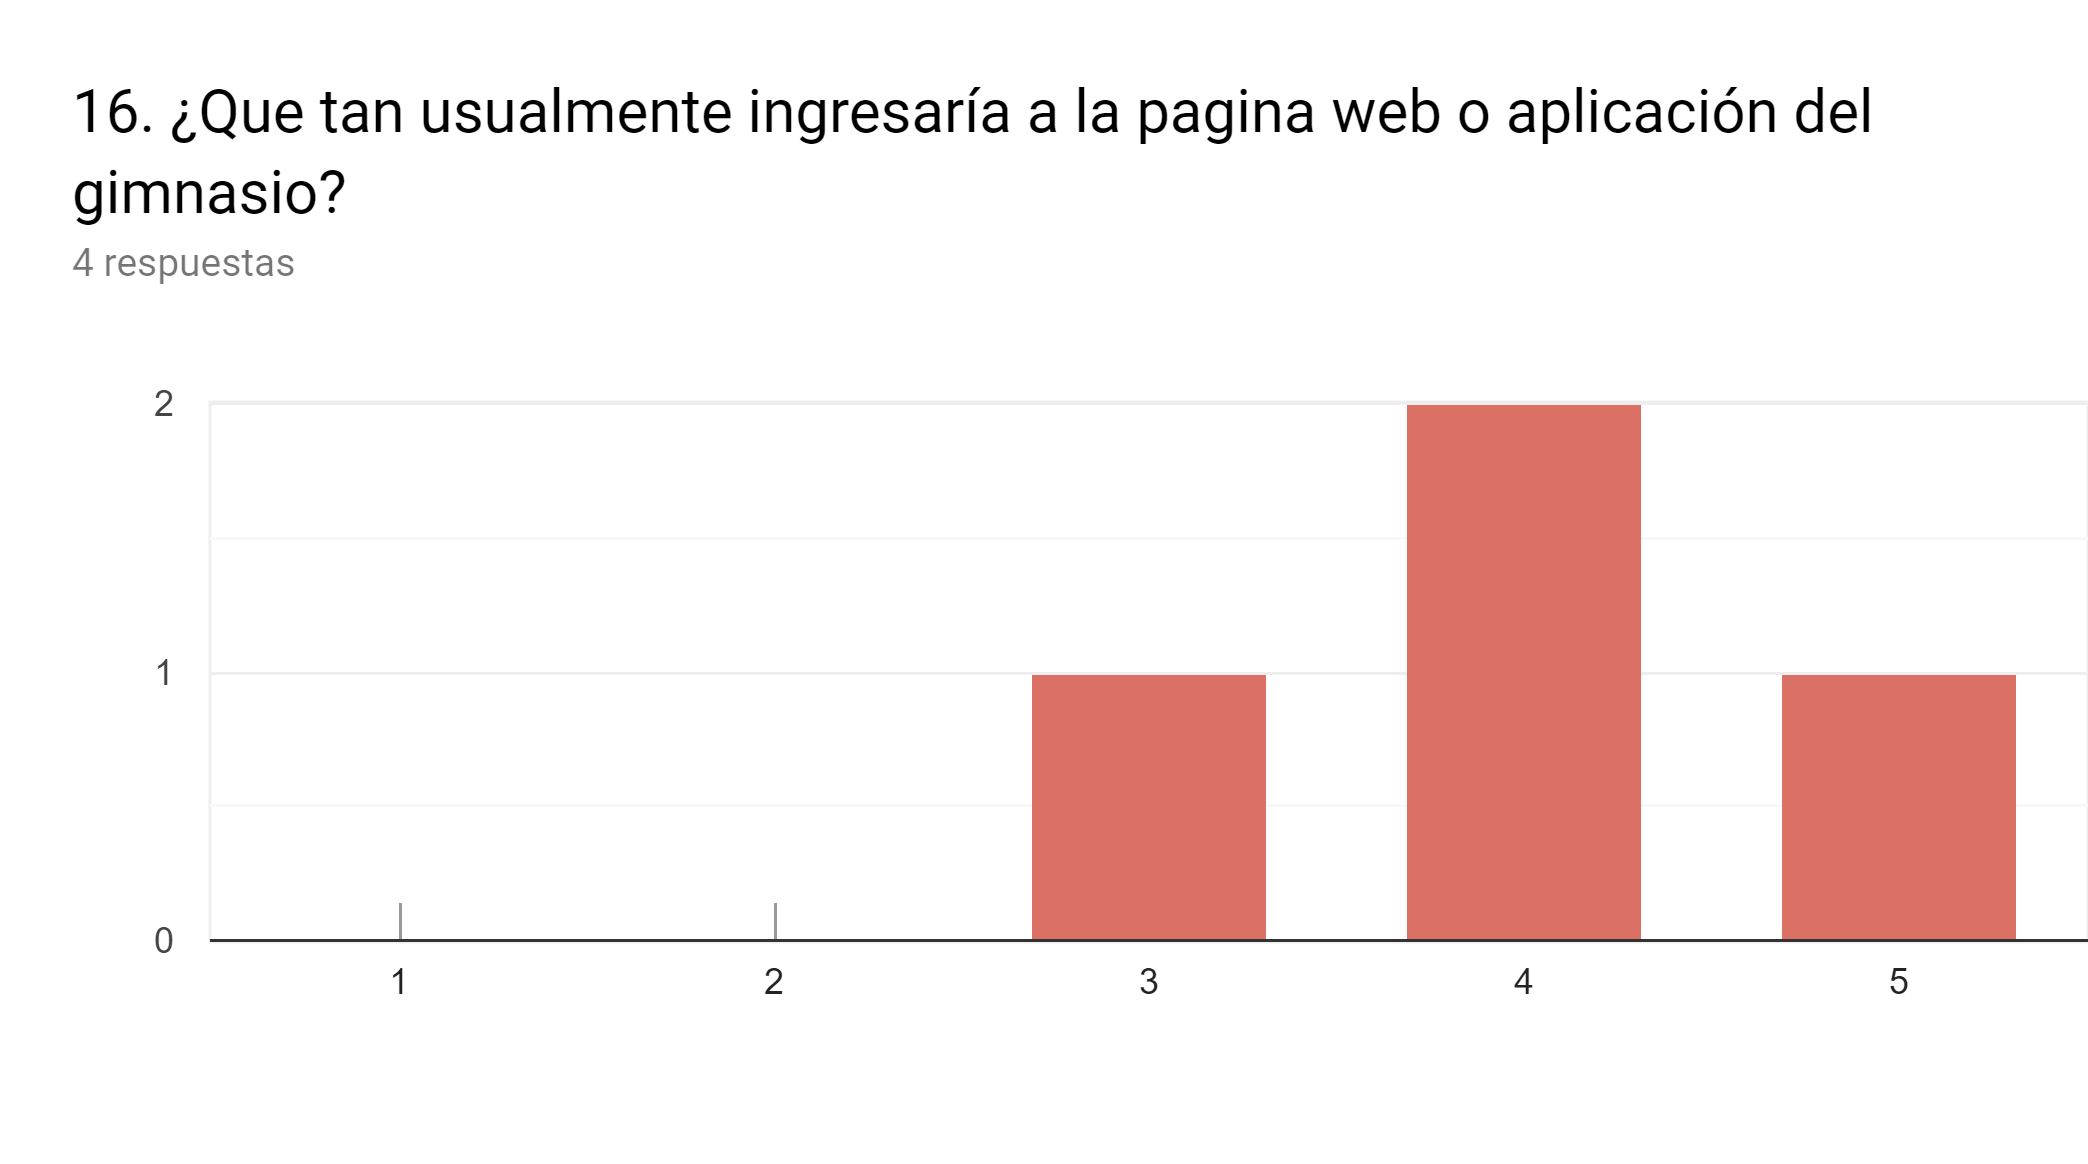 16. ¿Que tan usualmente ingresaría a la pagina web o aplicación del
gimnasio?
4 respuestas
2
1
0
1
2
3
4
5